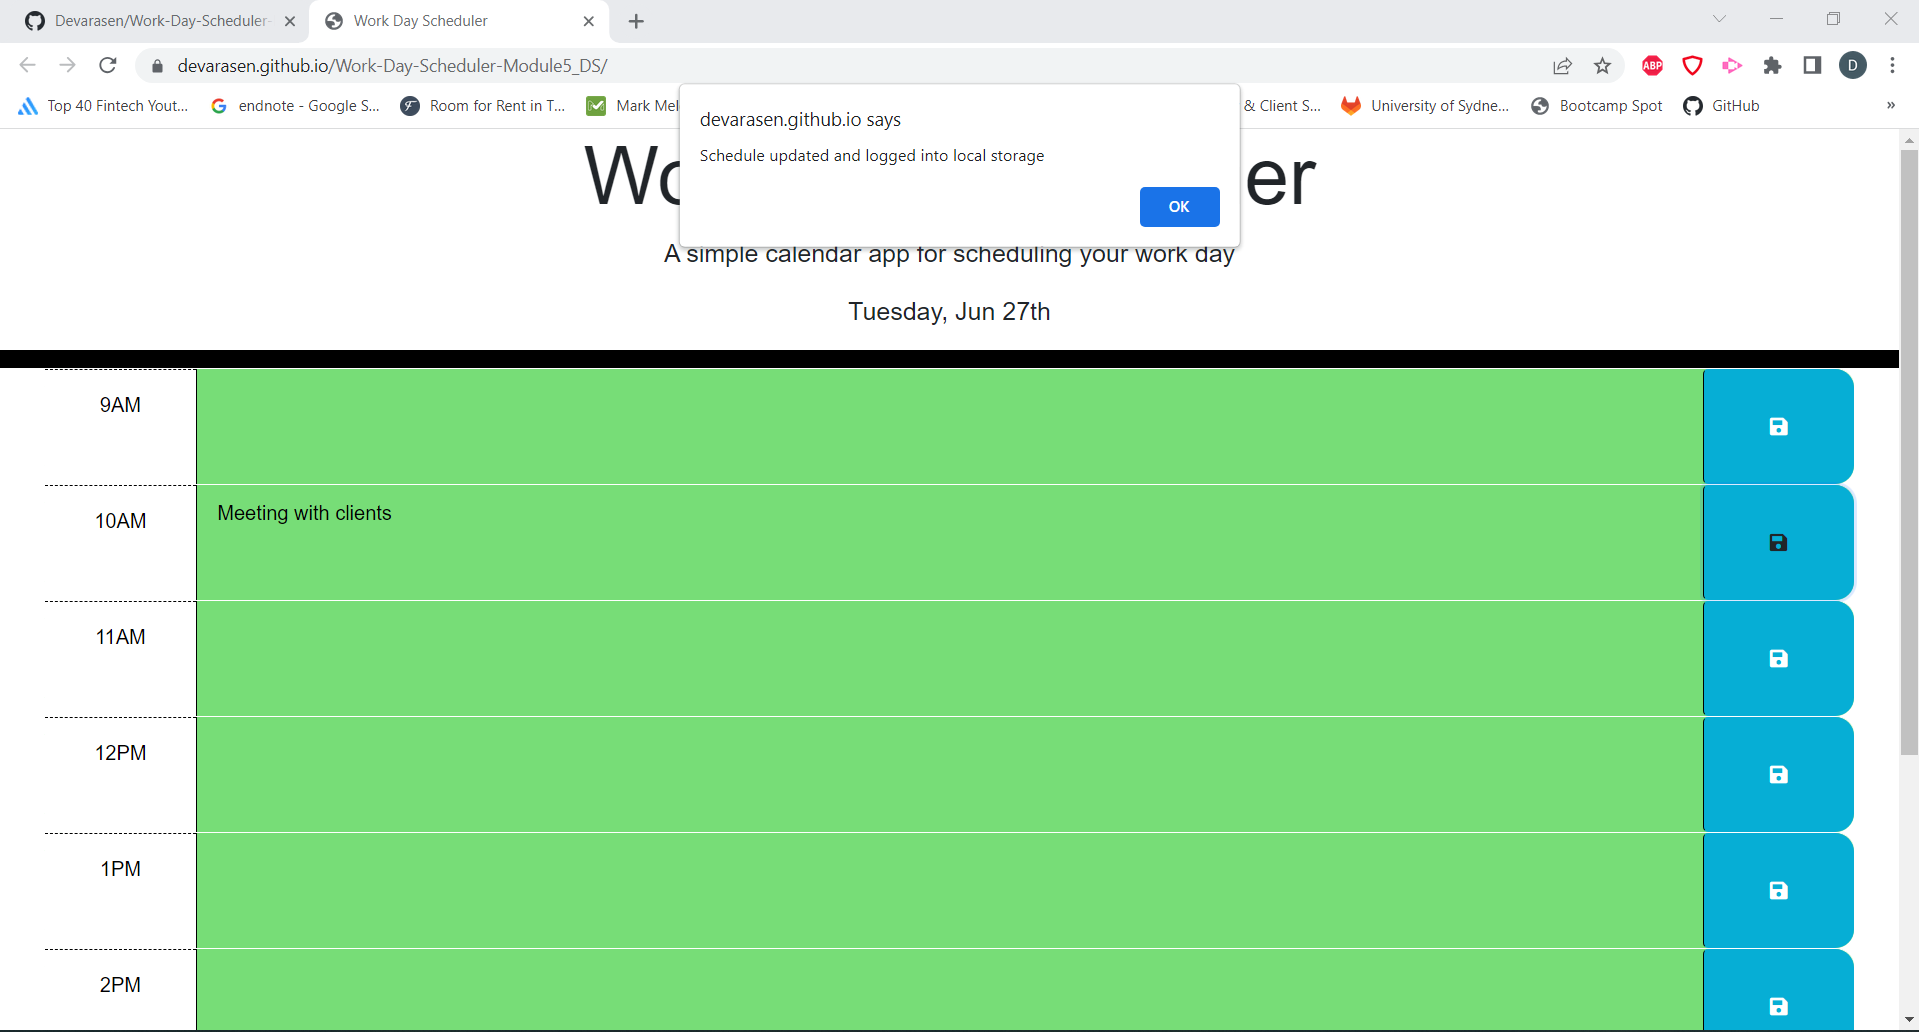 Devarasen/Work-Day-Scheduler-
Work Day Scheduler
devarasen.github.io/Work-Day-Scheduler-Module5_DS/
ABP
D
Top 40 Fintech Yout...
endnote - Google S...
Room for Rent in T...
Mark Mel
& Client S...
University of Sydne...
Bootcamp Spot
GitHub
»
devarasen.github.io says
Schedule updated and logged into local storage
OK
Wo
er
A simple calendar app for scheduling your work day
Tuesday, Jun 27th
9AM
10AM
Meeting with clients
11AM
12PM
1PM
2PM